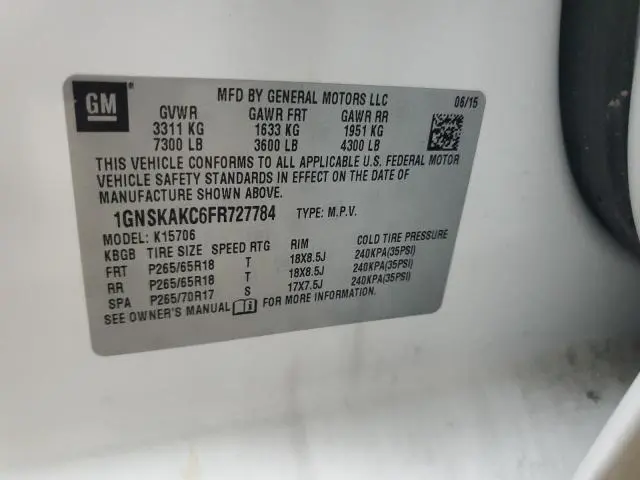 GM
MFD BY GENERAL MOTORS LLC 06/15
GVWR GAWR FRT GAWR RR
3311 KG 1633 KG 1951 KG
7300 LB 3600 LB 4300 LB
THIS VEHICLE CONFORMS TO ALL APPLICABLE U.S. FEDERAL MOTOR
VEHICLE SAFETY STANDARDS IN EFFECT ON THE DATE OF
MANUFACTURE SHOWN ABOVE.
1GNSKAKC6FR727784 TYPE: M.P.V.
MODEL: K15706
KBGB TIRE SIZE SPEED RTG RIM COLD TIRE PRESSURE
FRT P265/65R18 T 18X8.5J 240KPA(35PSI)
RR P265/65R18 T 18X8.5J 240KPA(35PSI)
SPA P265/70R17 S 17X7.5J 240KPA(35PSI)
SEE OWNER'S MANUAL FOR MORE INFORMATION.